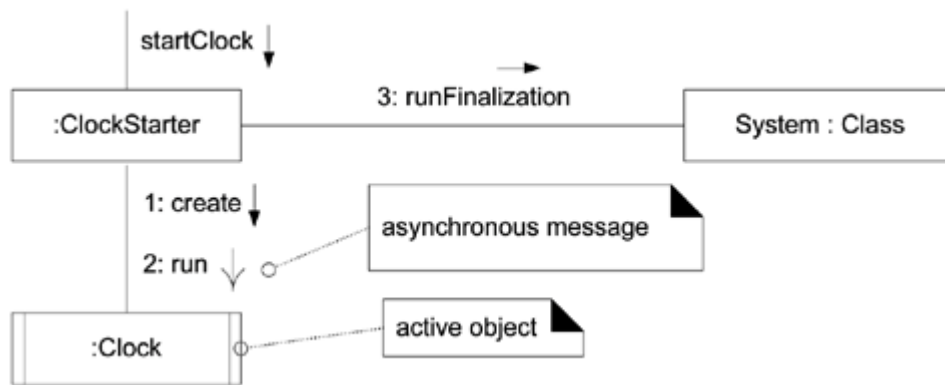 startClock
3: runFinalization
:ClockStarter
System : Class
1: create
asynchronous message
2: run
active object
:Clock